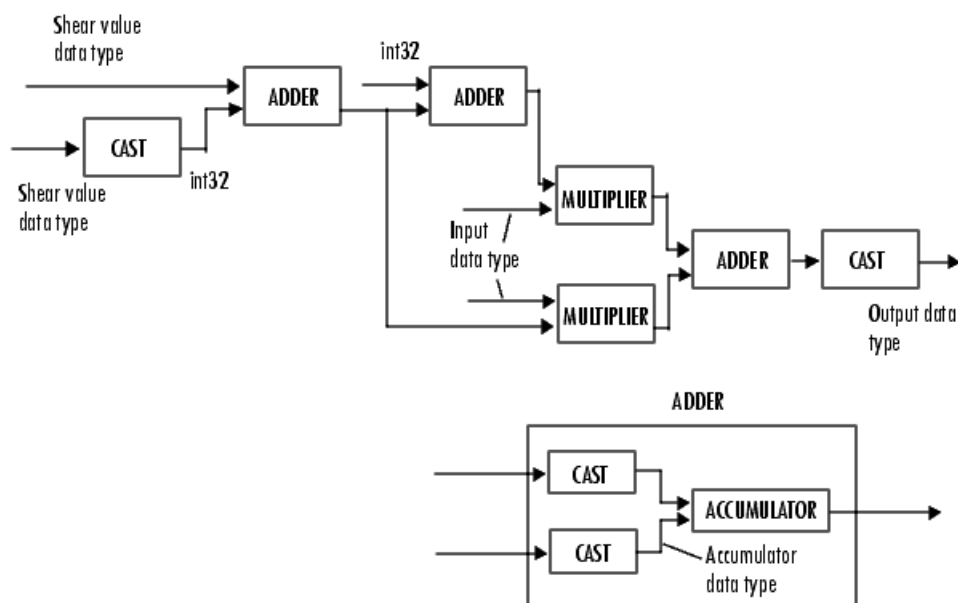 Shear value
data type
int32
ADDER
ADDER
CAST
int32
Shear value
data type
MULTIPLIER
Input
data type
ADDER
CAST
MULTIPLIER
Output data
type
ADDER
CAST
ACCUMULATOR
CAST
Accumulator
data type